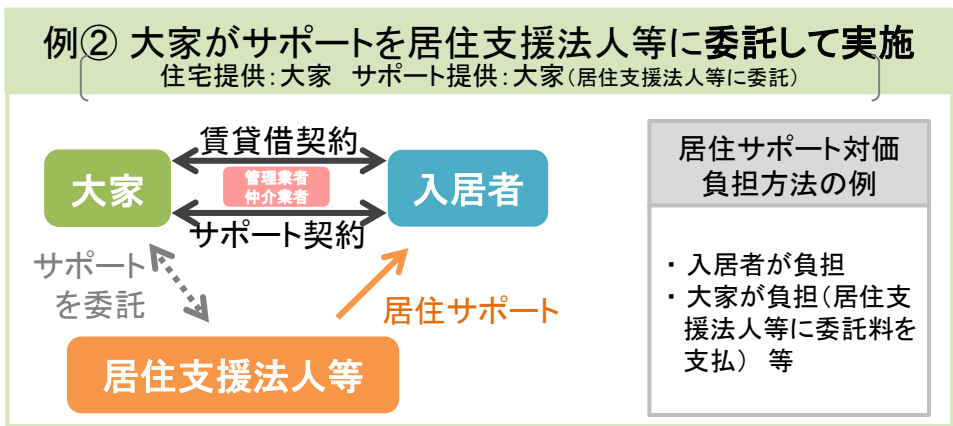 例② 大家がサポートを居住支援法人等に委託して実施
住宅提供：大家　サポート提供：大家（居住支援法人等に委託）
賃貸借契約
大家
管理業者
仲介業者
入居者
サポート契約
サポート
を委託
居住サポート
居住支援法人等
居住サポート対価
負担方法の例
・ 入居者が負担
・ 大家が負担（居住支
援法人等に委託料を
支払） 等